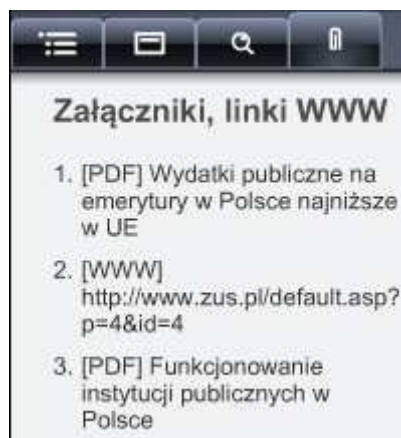 Załączniki, linki WWW
1. [PDF] Wydatki publiczne na
emerytury w Polsce najniższe
w UE
2. [WWW]
http://www.zus.pl/default.asp?
p=4&id=4
3. [PDF] Funkcjonowanie
instytucji publicznych w
Polsce